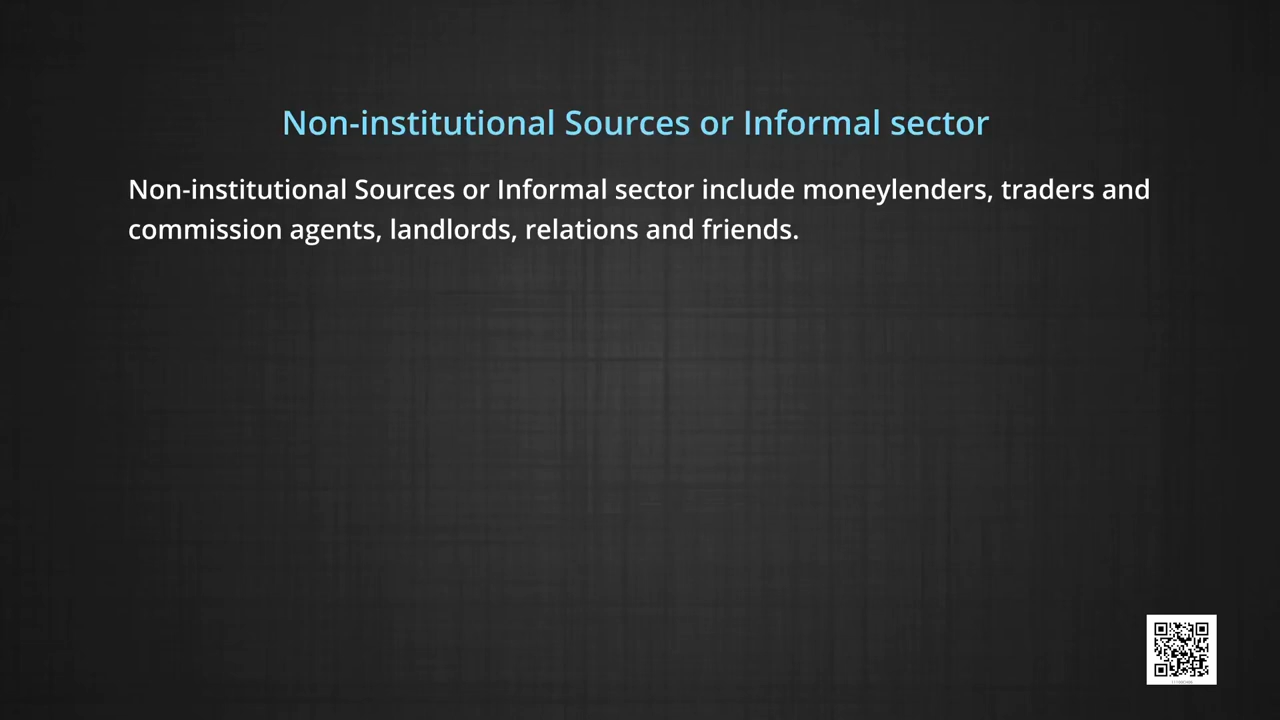 Non-institutional Sources or Informal sector
Non-institutional Sources or Informal sector include moneylenders, traders and
commission agents, landlords, relations and friends.